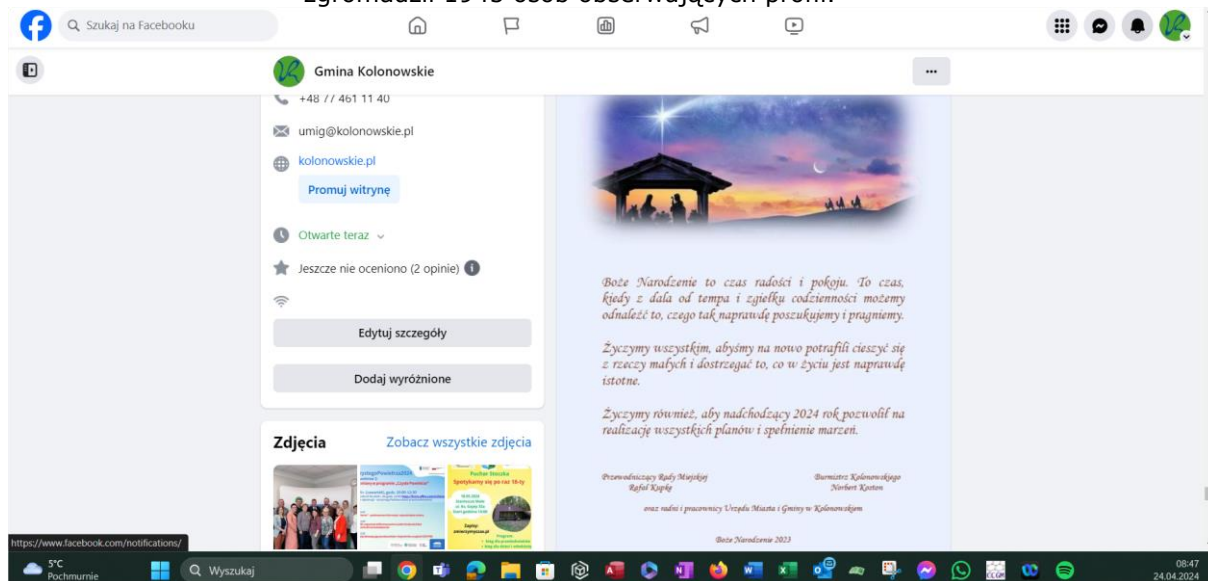 zgromadził 1943 osób obserwujących profil.
Szukaj na Facebooku
Gmina Kolonowskie
+48 77 461 11 40
umig@kolonowskie.pl
kolonowskie.pl
Promuj witrynę
Otwarte teraz
Jeszcze nie oceniono (2 opinie)
Edytuj szczegóły
Dodaj wyróżnione
Zdjęcia Zobacz wszystkie zdjęcia
Puchar Steczka
Spotykamy się po raz 18-ty
Boże Narodzenie to czas radości i pokoju. To czas,
kiedy z dala od tempa i zgiełku codzienności możemy
odnaleźć to, czego tak naprawdę poszukujemy i pragniemy.
Życzymy wszystkim, abyśmy na nowo potrafili cieszyć się
z rzeczy małych i dostrzegać to, co w życiu jest naprawdę
istotne.
Życzymy również, aby nadchodzący 2024 rok pozwolił na
realizację wszystkich planów i spełnienie marzeń.
Przewodniczący Rady Miejskiej
Rafał Kupke
Burmistrz Kolonowskiego
Norbert Koston
oraz radni i pracownicy Urzędu Miasta i Gminy w Kolonowskiem
Boże Narodzenie 2023
https://www.facebook.com/notifications/
5°C
Pochmurnie
Wyszukaj
08:47
24.04.2024